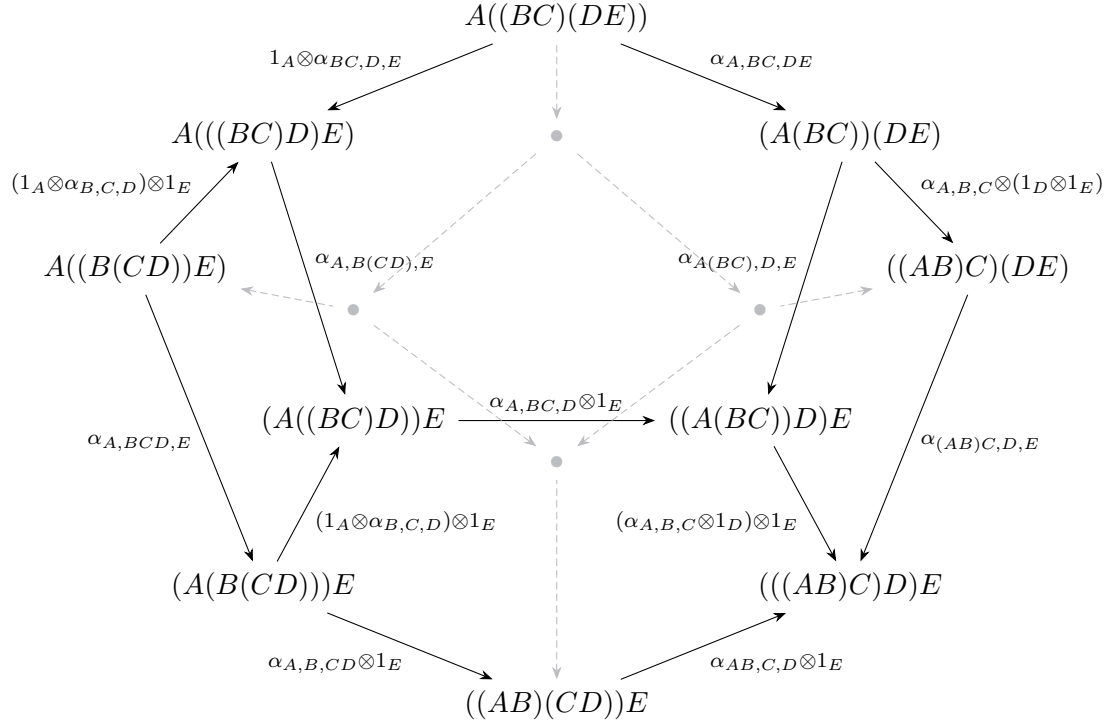 A((BC)(DE))
1_A⊗α_{BC,D,E}
α_{A,BC,DE}
A(((BC)D)E)
(A(BC))(DE)
(1_A⊗α_{B,C,D})⊗1_E
α_{A,B,C}⊗(1_D⊗1_E)
A((B(CD))E)
α_{A,B(CD),E}
α_{A(BC),D,E}
((AB)C)(DE)
α_{A,BCD,E}
(A((BC)D))E
α_{A,BC,D}⊗1_E
((A(BC))D)E
α_{(AB)C,D,E}
(1_A⊗α_{B,C,D})⊗1_E
(α_{A,B,C}⊗1_D)⊗1_E
(A(B(CD)))E
(((AB)C)D)E
α_{A,B,CD}⊗1_E
α_{AB,C,D}⊗1_E
((AB)(CD))E